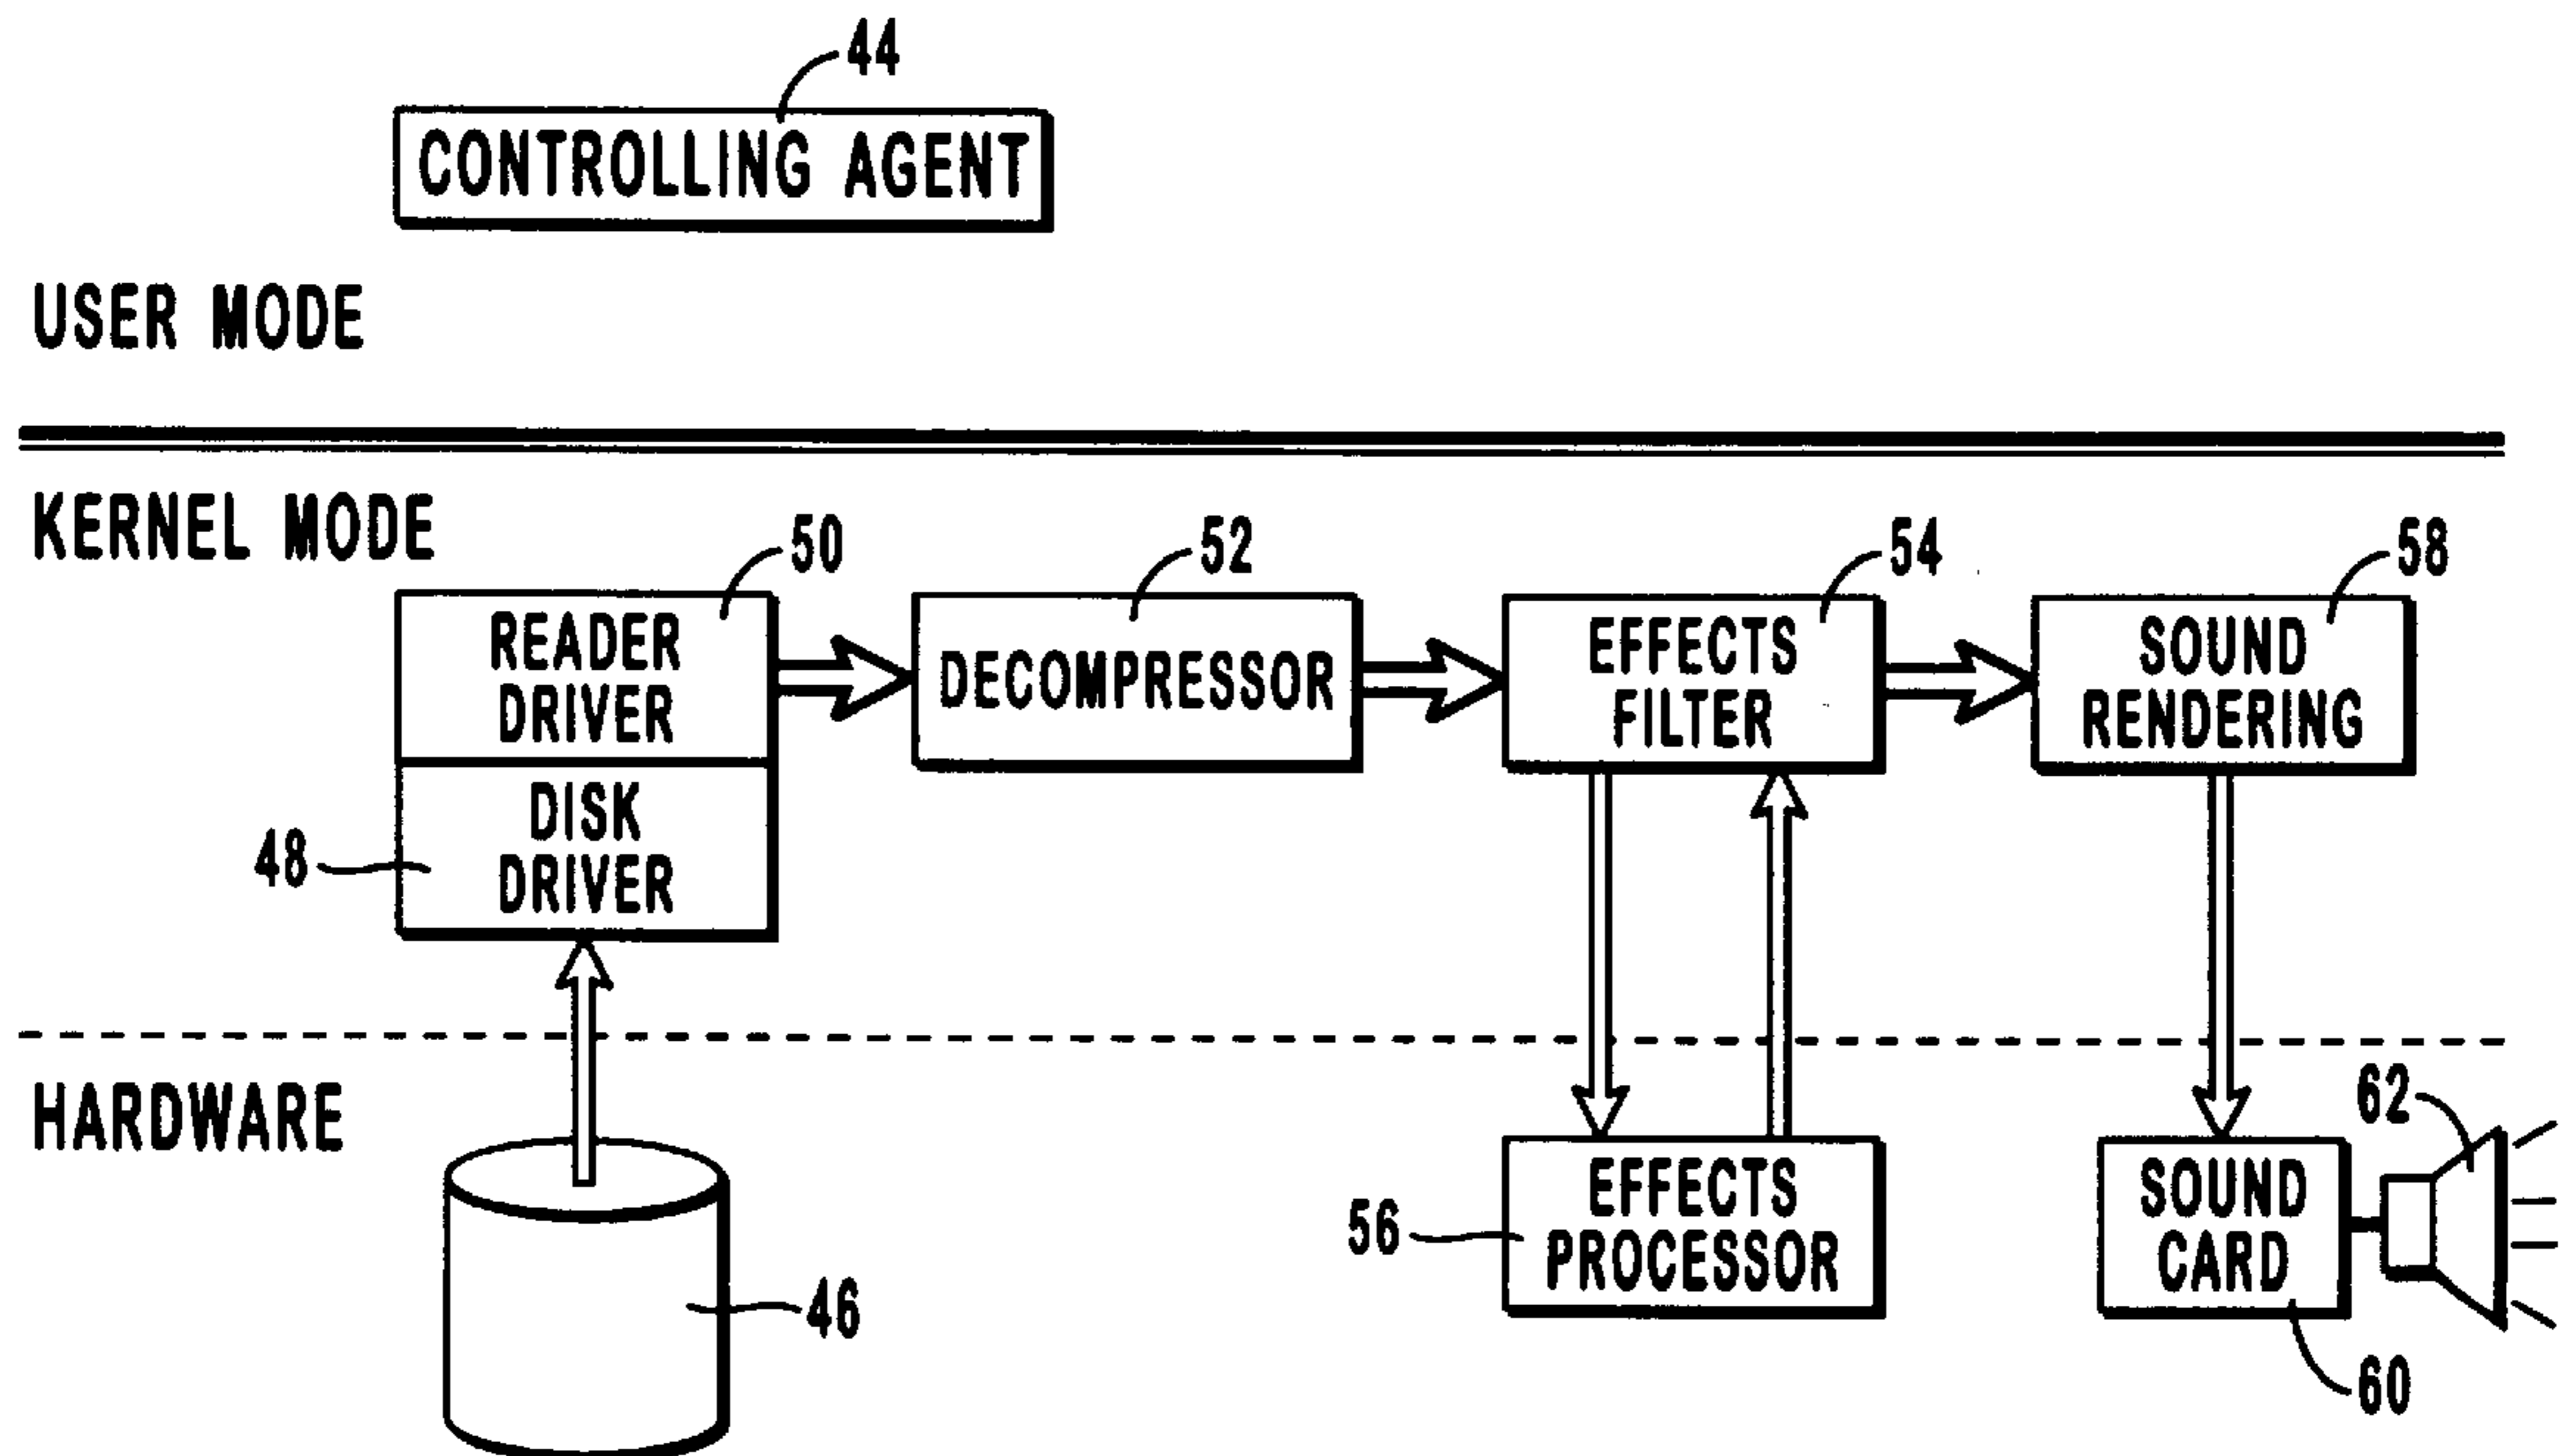 44
CONTROLLING AGENT
USER MODE
KERNEL MODE
50
52
54
58
READER
DRIVER
DECOMPRESSOR
EFFECTS
FILTER
SOUND
RENDERING
DISK
DRIVER
48
HARDWARE
62
EFFECTS
PROCESSOR
56
SOUND
CARD
46
60